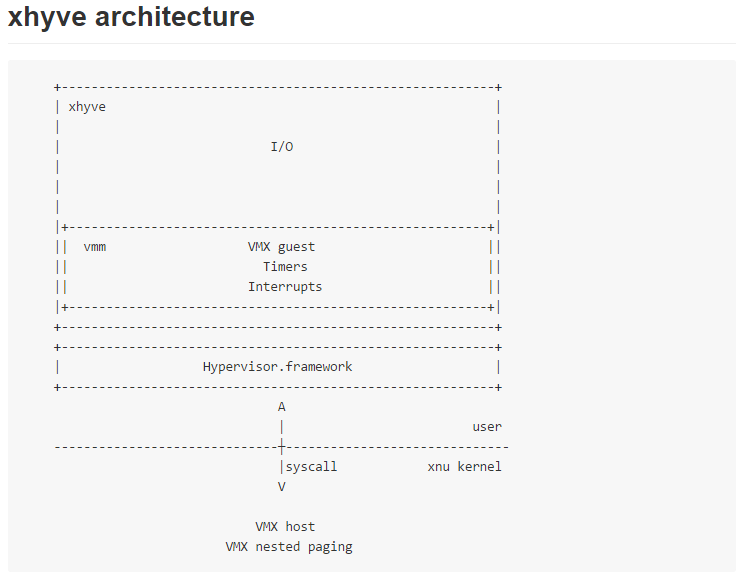 xhyve architecture
+----------------------------------------------------------+
| xhyve                                                    |
|                                                          |
|                            I/O                           |
|                                                          |
|                                                          |
|                                                          |
|+--------------------------------------------------------+|
||  vmm                   VMX guest                       ||
||                          Timers                        ||
||                        Interrupts                      ||
|+--------------------------------------------------------+|
+----------------------------------------------------------+
+----------------------------------------------------------+
|                   Hypervisor.framework                   |
+----------------------------------------------------------+
                              A
                              |                         user
------------------------------┼------------------------------
                              |syscall            xnu kernel
                              V

                           VMX host
                       VMX nested paging